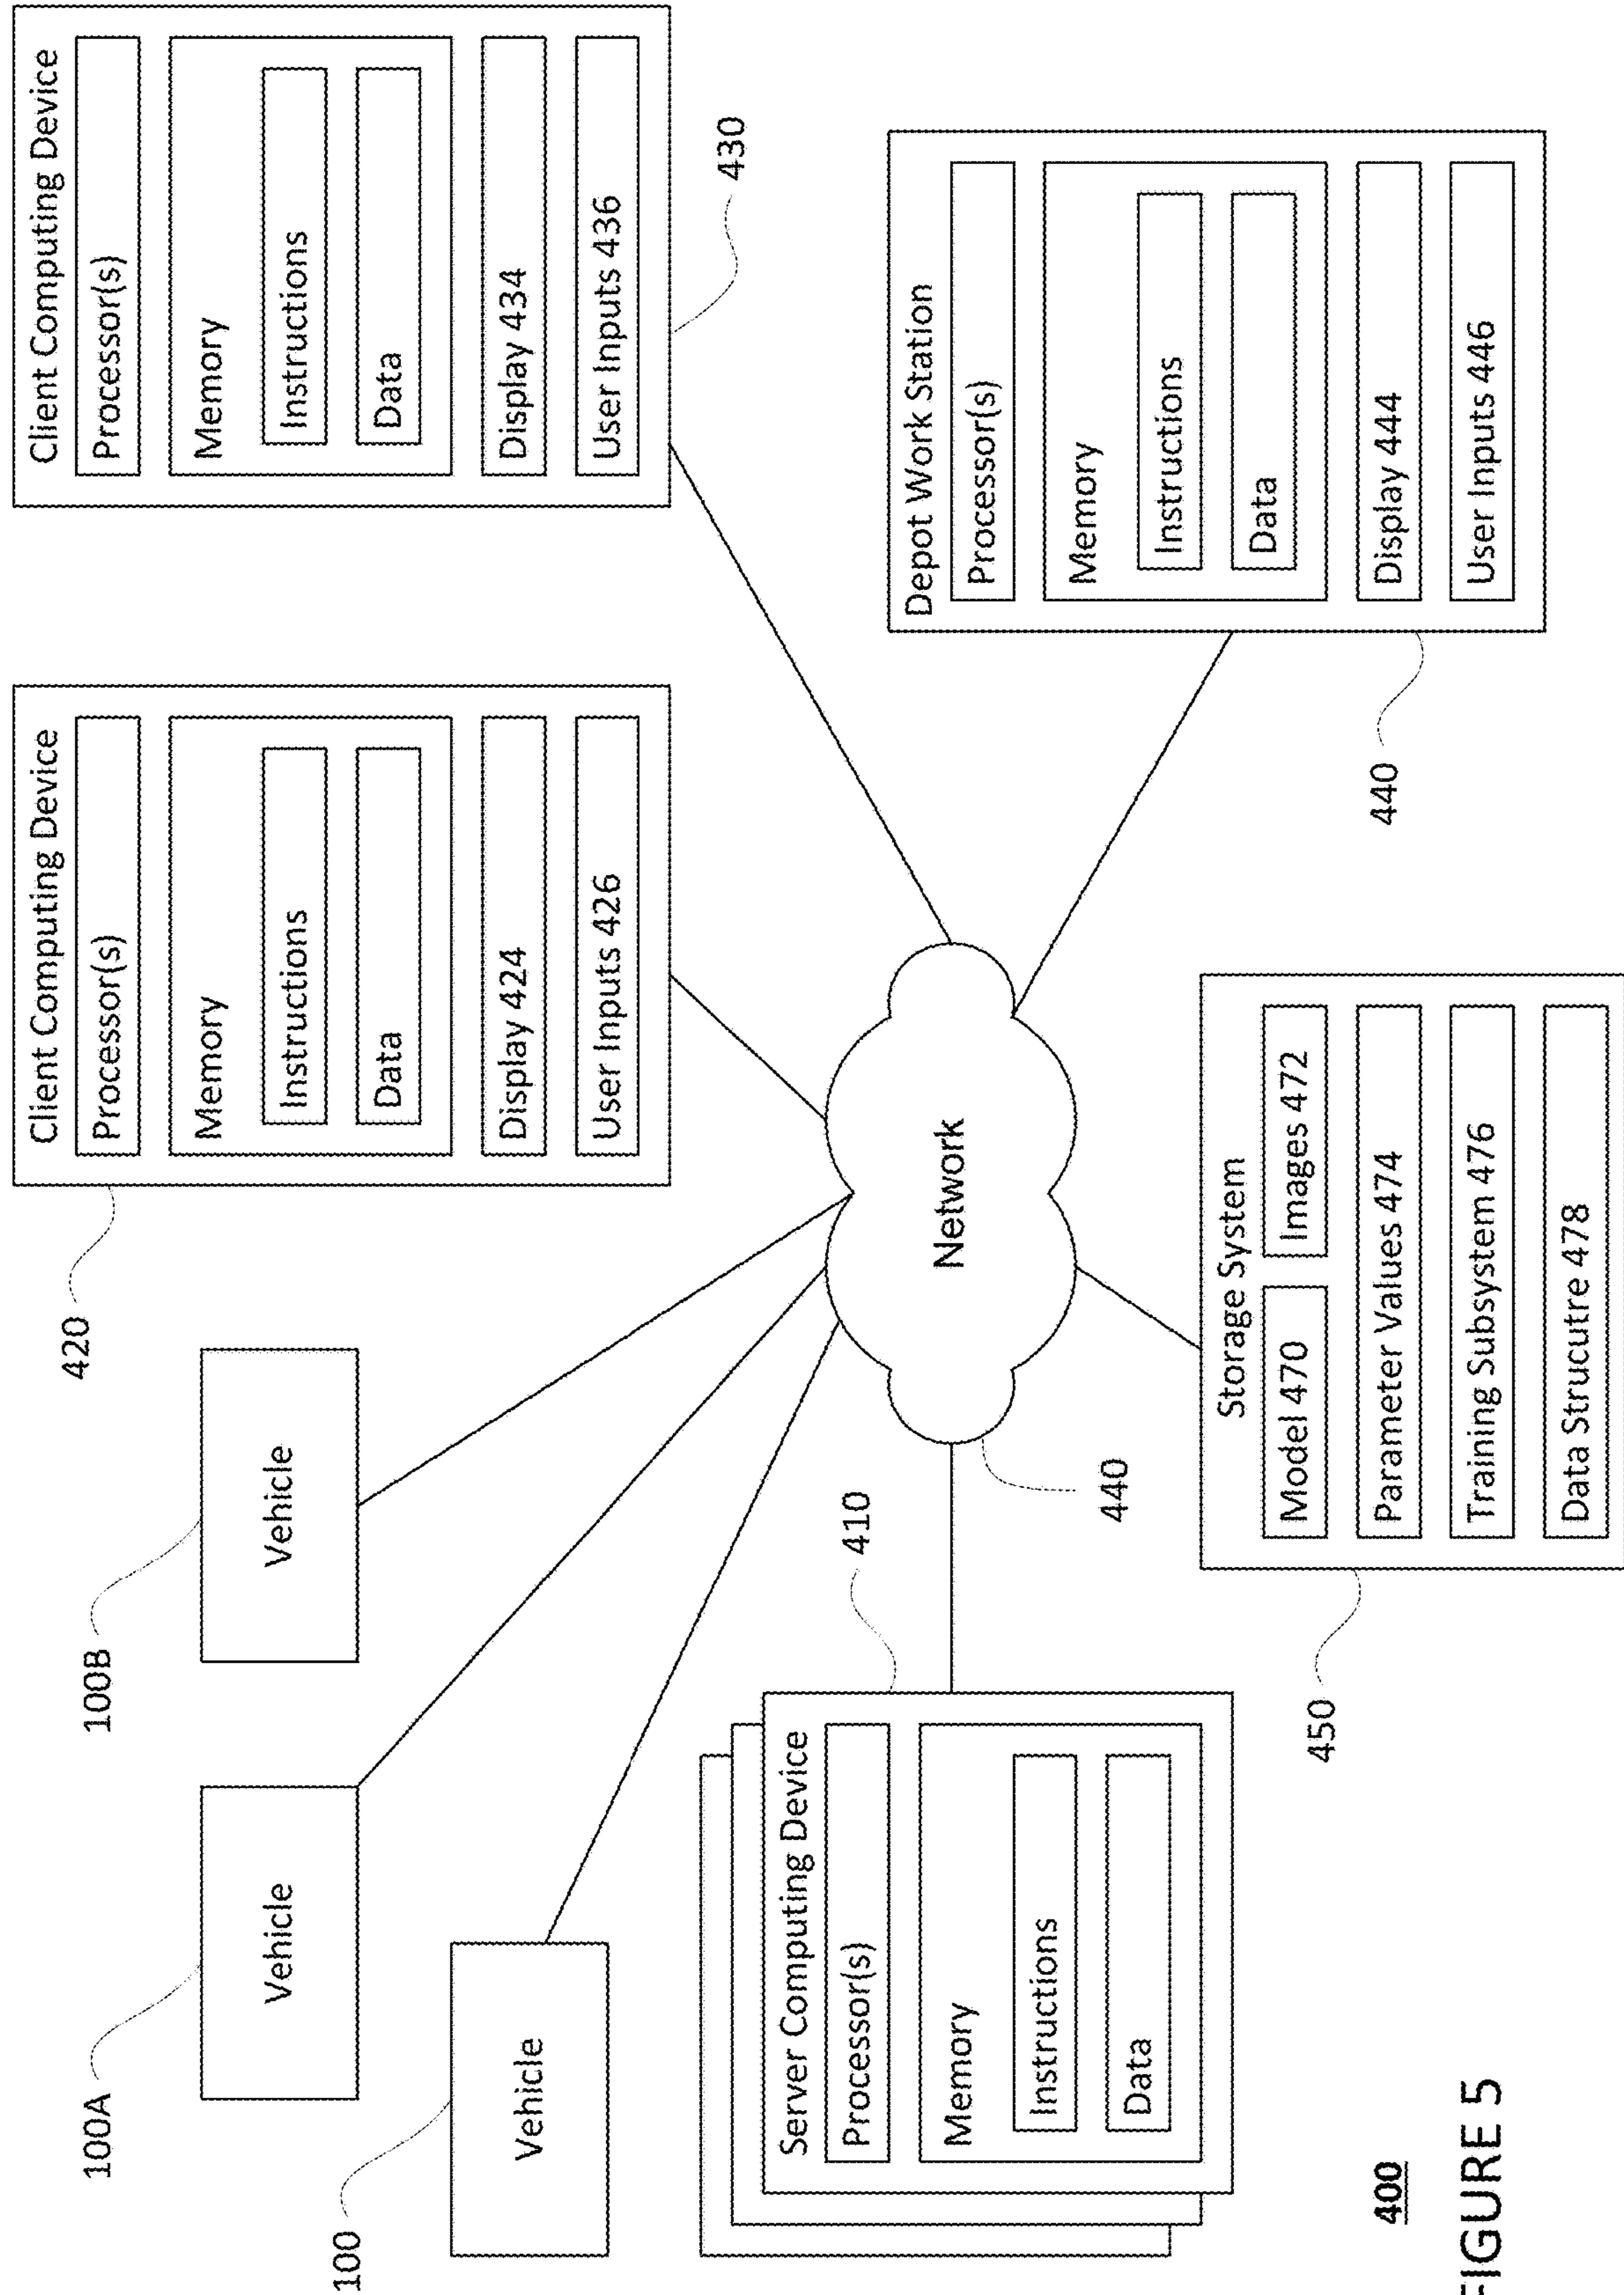 100A
Vehicle
100B
Vehicle
100
Vehicle
420
Client Computing Device
Processor(s)
Memory
Instructions
Data
Display 424
User Inputs 426
Client Computing Device
Processor(s)
Memory
Instructions
Data
Display 434
User Inputs 436
430
Server Computing Device
Processor(s)
Memory
Instructions
Data
410
Network
440
Depot Work Station
Processor(s)
Memory
Instructions
Data
Display 444
User Inputs 446
440
450
Storage System
Model 470
Images 472
Parameter Values 474
Training Subsystem 476
Data Strucutre 478
400
FIGURE 5